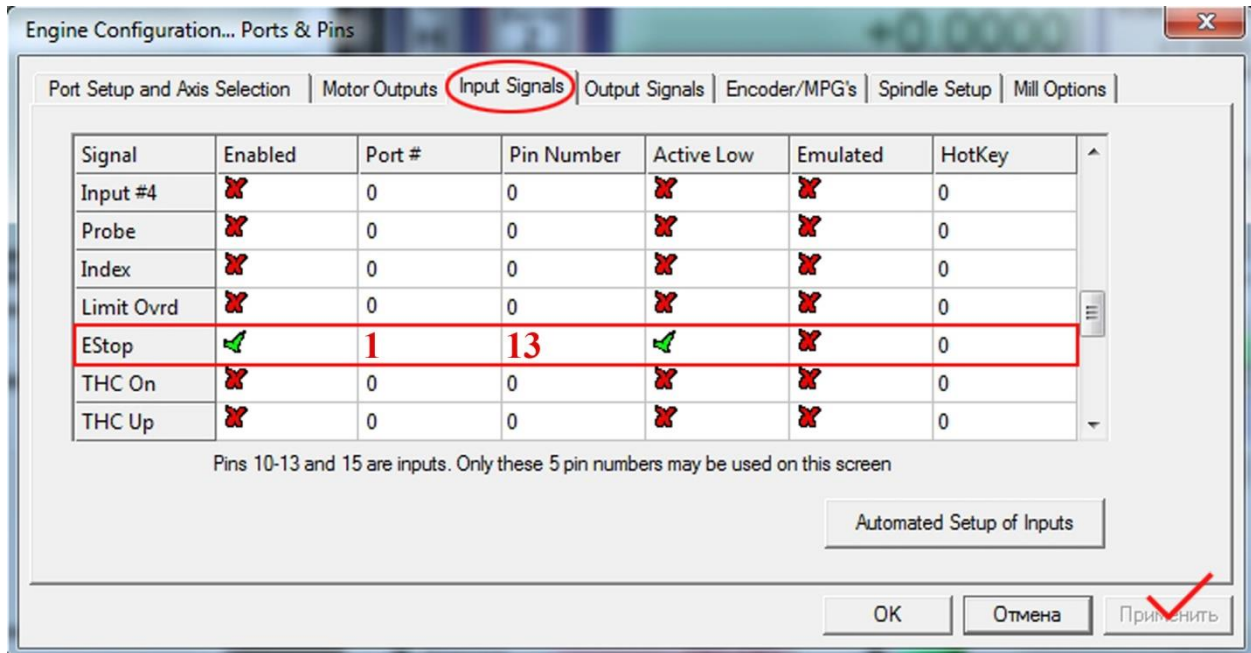 Engine Configuration... Ports & Pins
+0.0000
2
Port Setup and Axis Selection Motor Outputs Input Signals Output Signals Encoder/MPG's Spindle Setup Mill Options
Signal Enabled Port # Pin Number Active Low Emulated HotKey
Input #4 0 0 0
Probe 0 0 0
Index 0 0 0
Limit Ovrd 0 0 0
EStop 1 13 0
THC On 0 0 0
THC Up 0 0 0
Pins 10-13 and 15 are inputs. Only these 5 pin numbers may be used on this screen
Automated Setup of Inputs
OK Отмена Применить